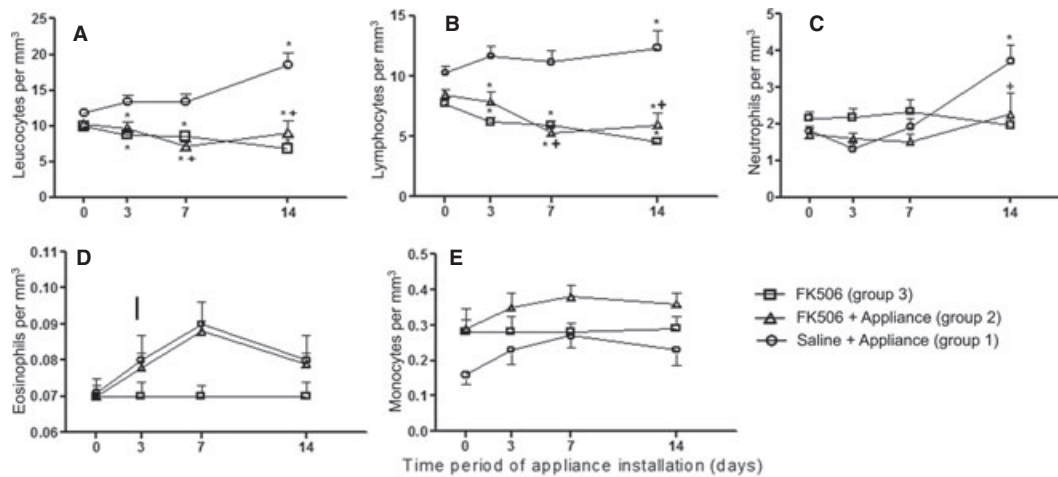 A
Leucocytes per mm³
25
20
15
10
5
0
0 3 7 14
* * * * * + * +
B
Lymphocytes per mm³
15
10
5
0
0 3 7 14
* * * * + * + * *
C
Neutrophils per mm³
5
4
3
2
1
0
0 3 7 14
* +
D
Eosinophils per mm³
0.11
0.10
0.09
0.08
0.07
0.06
0 3 7 14
E
Monocytes per mm³
0.5
0.4
0.3
0.2
0.1
0.0
0 3 7 14
Time period of appliance installation (days)
FK506 (group 3)
FK506 + Appliance (group 2)
Saline + Appliance (group 1)